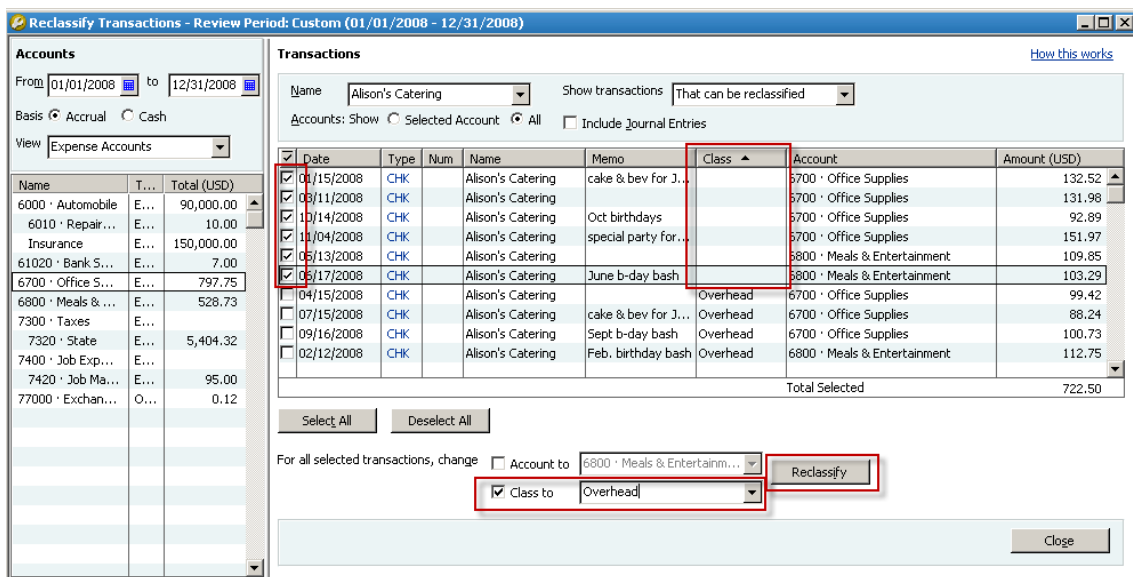 Reclassify Transactions - Review Period: Custom (01/01/2008 - 12/31/2008)
Accounts
From 01/01/2008 to 12/31/2008
Basis Accrual Cash
View Expense Accounts
Name T... Total (USD)
6000 · Automobile E... 90,000.00
6010 · Repair... E... 10.00
Insurance E... 150,000.00
61020 · Bank S... E... 7.00
6700 · Office S... E... 797.75
6800 · Meals & ... E... 528.73
7300 · Taxes E...
7320 · State E... 5,404.32
7400 · Job Exp... E...
7420 · Job Ma... E... 95.00
77000 · Exchan... O... 0.12
Transactions How this works
Name Alison's Catering Show transactions That can be reclassified
Accounts: Show Selected Account All Include Journal Entries
Date Type Num Name Memo Class Account Amount (USD)
01/15/2008 CHK Alison's Catering cake & bev for J... 6700 · Office Supplies 132.52
03/11/2008 CHK Alison's Catering 6700 · Office Supplies 131.98
10/14/2008 CHK Alison's Catering Oct birthdays 6700 · Office Supplies 92.89
11/04/2008 CHK Alison's Catering special party for... 6700 · Office Supplies 151.97
05/13/2008 CHK Alison's Catering 6800 · Meals & Entertainment 109.85
06/17/2008 CHK Alison's Catering June b-day bash 6800 · Meals & Entertainment 103.29
04/15/2008 CHK Alison's Catering Overhead 6700 · Office Supplies 99.42
07/15/2008 CHK Alison's Catering cake & bev for J... Overhead 6700 · Office Supplies 88.24
09/16/2008 CHK Alison's Catering Sept b-day bash Overhead 6700 · Office Supplies 100.73
02/12/2008 CHK Alison's Catering Feb. birthday bash Overhead 6800 · Meals & Entertainment 112.75
Total Selected 722.50
Select All Deselect All
For all selected transactions, change Account to 6800 · Meals & Entertainm... Reclassify
Class to Overhead
Close